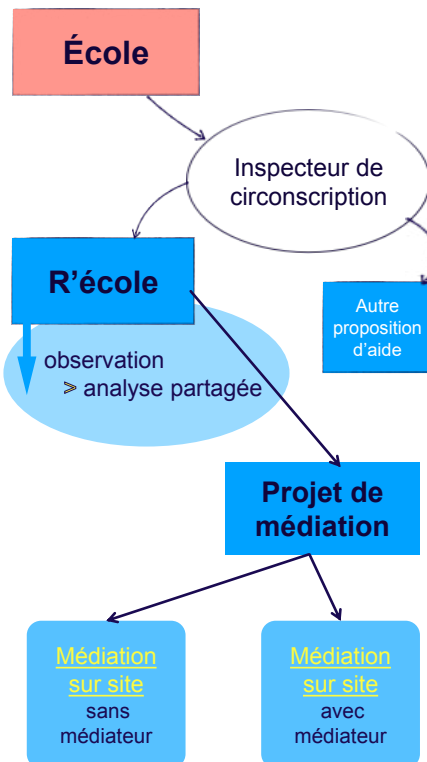 École
Inspecteur de
circonscription
R'école
Autre
proposition
d'aide
observation
> analyse partagée
Projet de
médiation
Médiation
sur site
sans
médiateur
Médiation
sur site
avec
médiateur